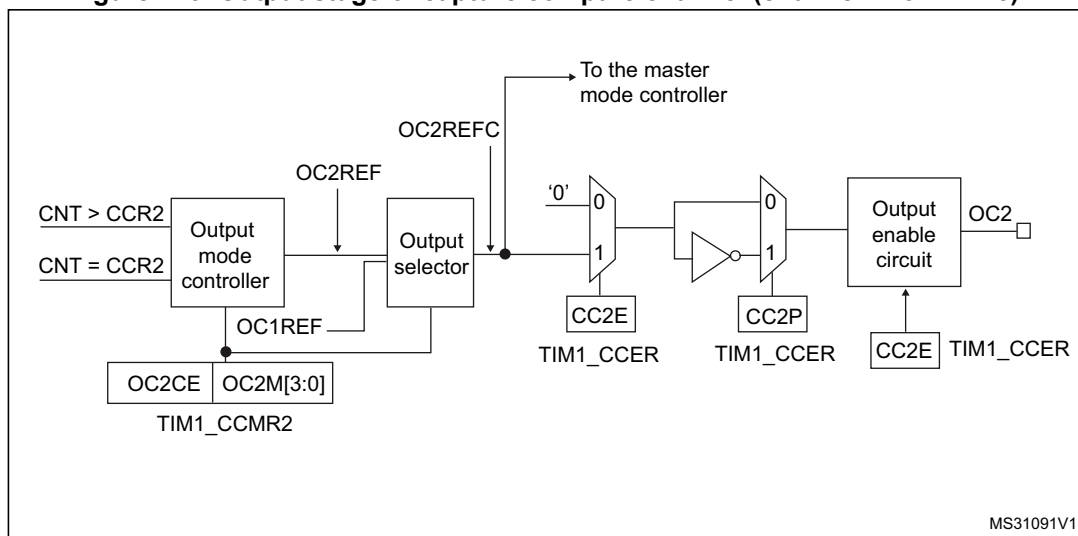 To the master
mode controller
OC2REFC
OC2REF
'0'
0
0
CNT > CCR2
Output
mode
controller
Output
selector
1
1
Output
enable
circuit
OC2
CNT = CCR2
OC1REF
CC2E
CC2P
TIM1_CCER
TIM1_CCER
CC2E
TIM1_CCER
OC2CE
OC2M[3:0]
TIM1_CCMR2
MS31091V1